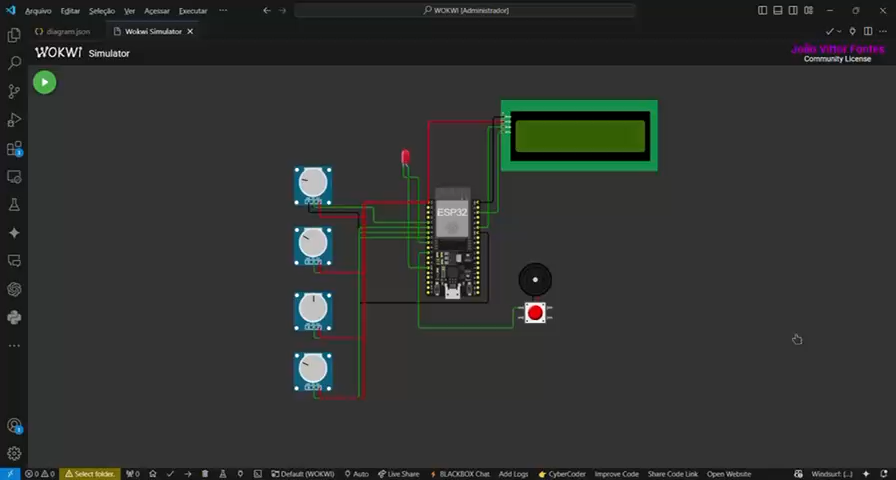 Arquivo Editar Seleção Ver Acessar Executar ... WOKWI [Administrador]
diagram.json Wokwi Simulator
WOKWI Simulator
João Vitor Fontes
Community License
ESP32
0 0 Select folder. 0 Default (WOKWI) Auto Live Share BLACKBOX Chat Add Logs CyberCoder Improve Code Share Code Link Open Website Windsurf: {...}